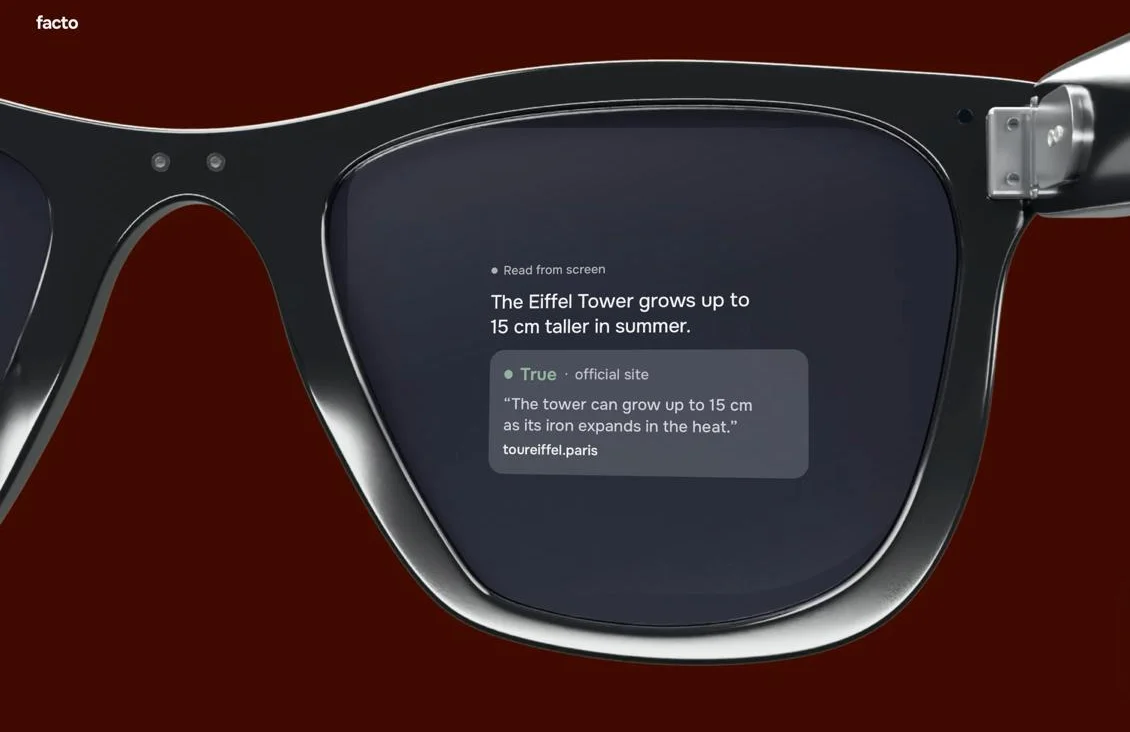 facto
Read from screen
The Eiffel Tower grows up to
15 cm taller in summer.
True · official site
“The tower can grow up to 15 cm
as its iron expands in the heat.”
toureiffel.paris